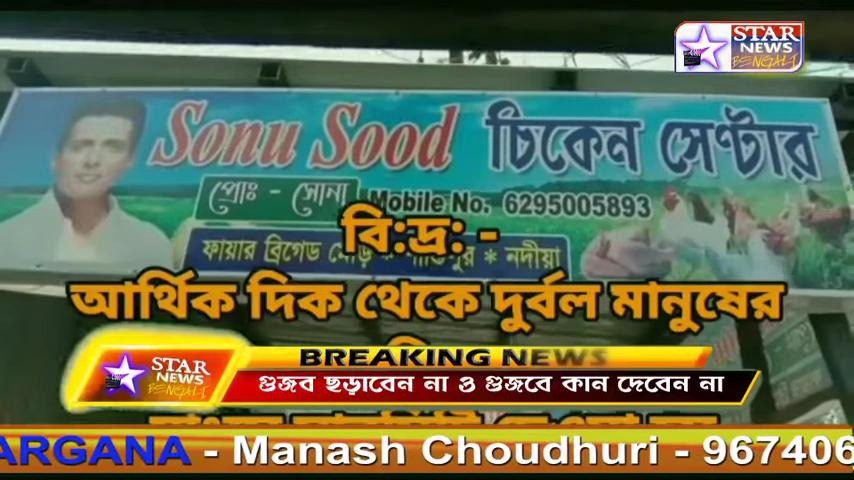 STAR
NEWS
BENGALI
Sonu Sood চিকেন সেণ্টার
প্রোঃ - সোনা Mobile No. 6295005893
বি:দ্র: -
ফায়ার ব্রিগেড মোড় * শান্তিপুর * নদীয়া
আর্থিক দিক থেকে দুর্বল মানুষের
BREAKING NEWS
STAR
NEWS
BENGALI
গুজব ছড়াবেন না ও গুজবে কান দেবেন না
ARGANA - Manash Choudhuri - 967406